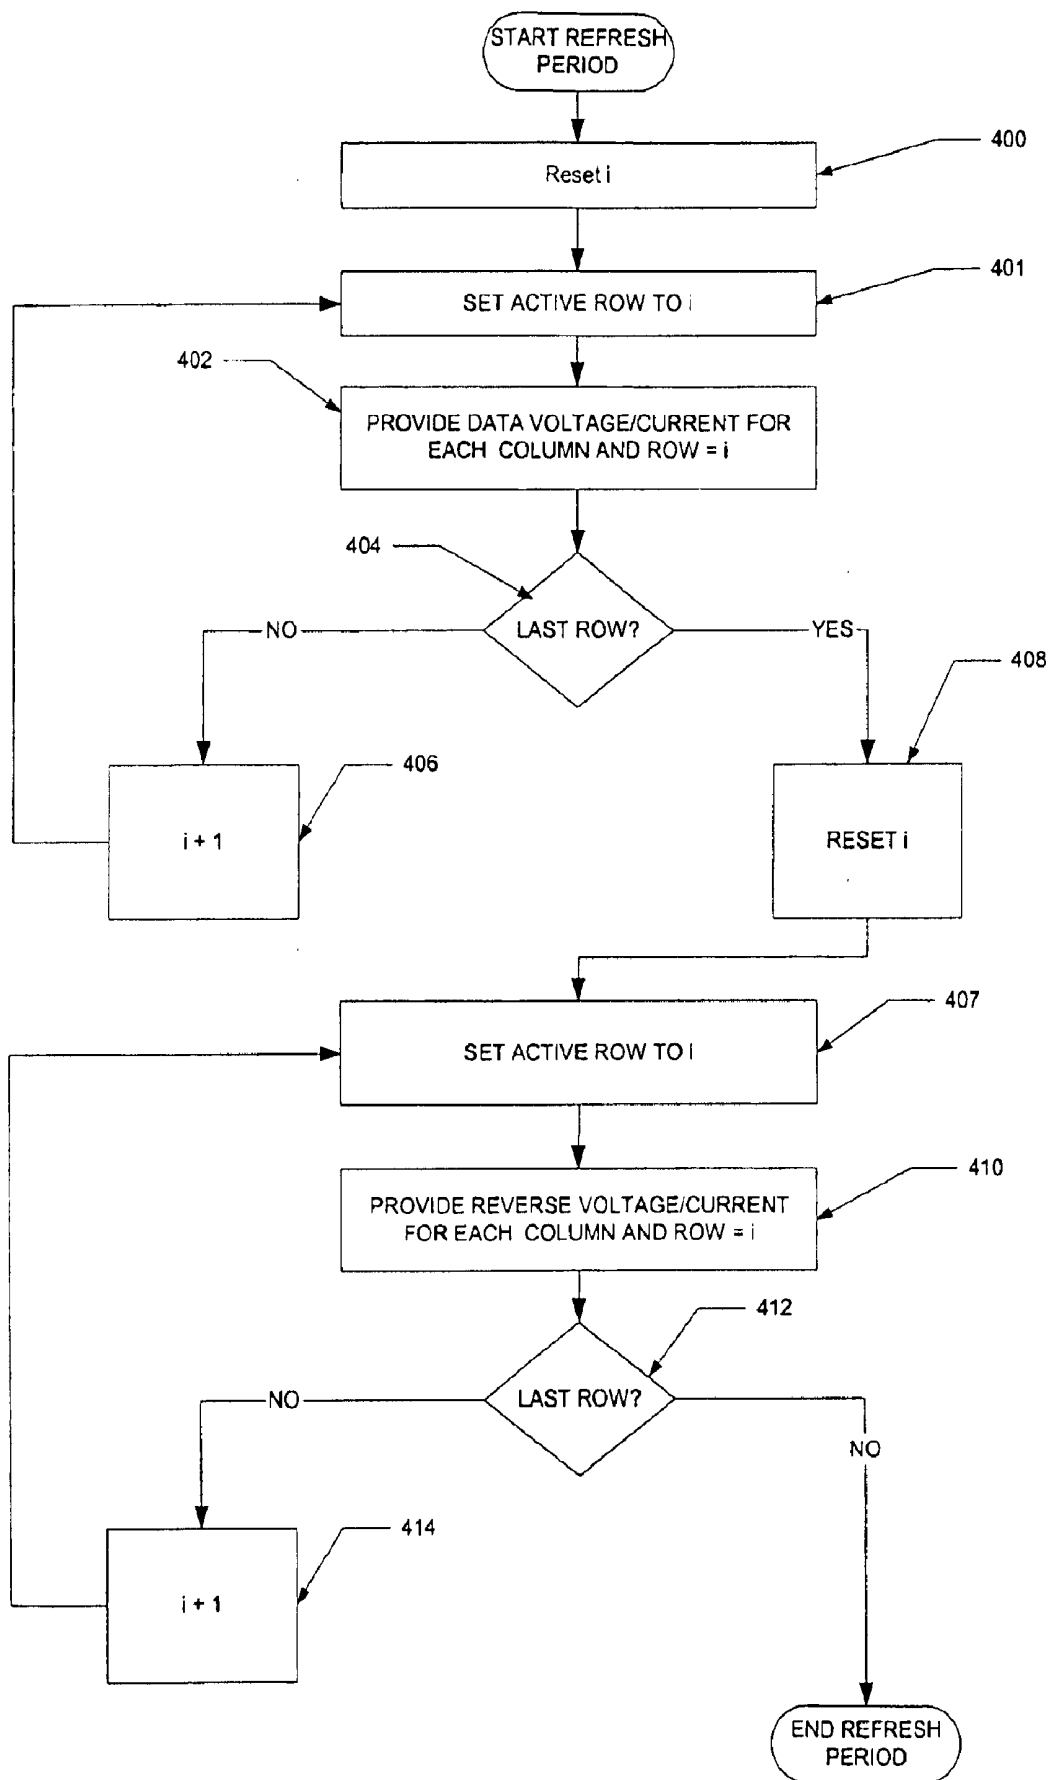 START REFRESH
PERIOD
400
Reset i
401
SET ACTIVE ROW TO i
402
PROVIDE DATA VOLTAGE/CURRENT FOR
EACH COLUMN AND ROW = i
404
LAST ROW?
NO
YES
408
406
i + 1
RESET i
407
SET ACTIVE ROW TO i
410
PROVIDE REVERSE VOLTAGE/CURRENT
FOR EACH COLUMN AND ROW = i
412
LAST ROW?
NO
NO
414
i + 1
END REFRESH
PERIOD